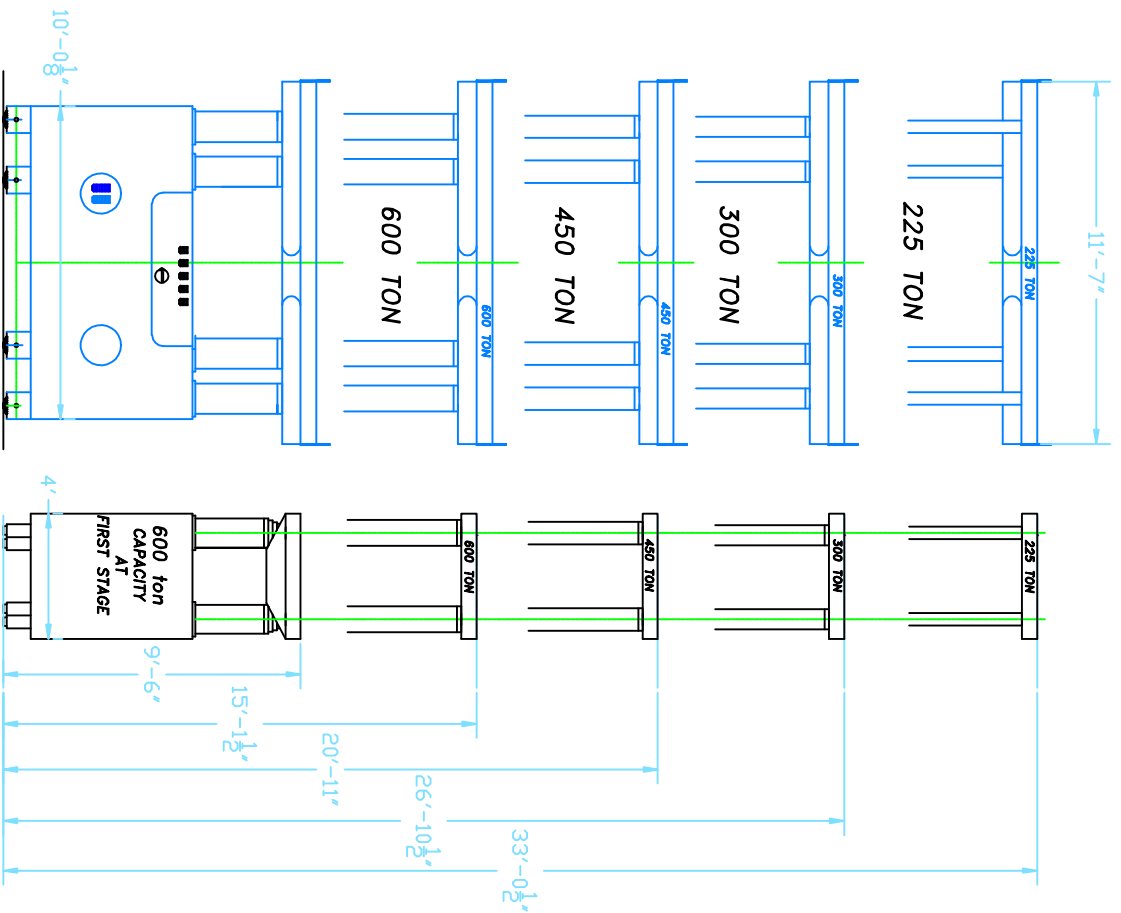 10'-0 1/8"
11'-7"
600 TON
450 TON
300 TON
225 TON
600 TON
450 TON
300 TON
225 TON
4'
600 ton
CAPACITY
AT
FIRST STAGE
600 TON
450 TON
300 TON
225 TON
9'-6"
15'-1 1/2"
20'-11"
26'-10 1/2"
33'-0 1/2"